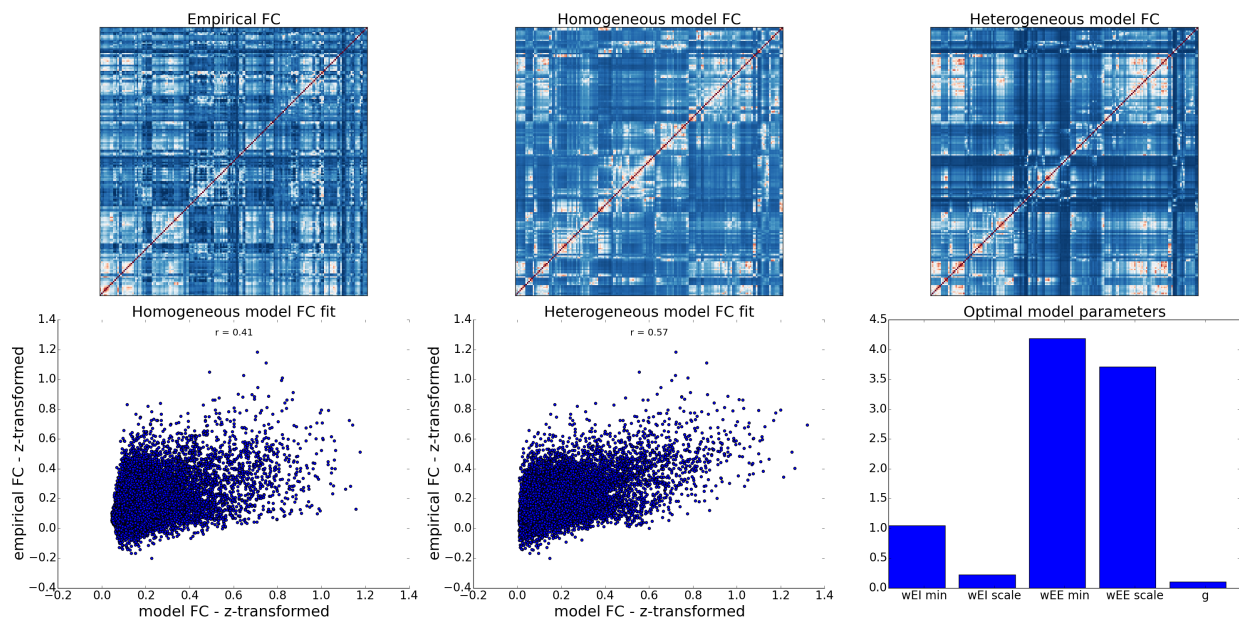 Empirical FC
Homogeneous model FC
Heterogeneous model FC
Homogeneous model FC fit
r = 0.41
1.4
1.2
1.0
0.8
0.6
0.4
0.2
0.0
−0.2
−0.4
empirical FC - z-transformed
−0.2 0.0 0.2 0.4 0.6 0.8 1.0 1.2 1.4
model FC - z-transformed
Heterogeneous model FC fit
r = 0.57
1.4
1.2
1.0
0.8
0.6
0.4
0.2
0.0
−0.2
−0.4
empirical FC - z-transformed
−0.2 0.0 0.2 0.4 0.6 0.8 1.0 1.2 1.4
model FC - z-transformed
Optimal model parameters
4.5
4.0
3.5
3.0
2.5
2.0
1.5
1.0
0.5
0.0
wEI min wEI scale wEE min wEE scale g